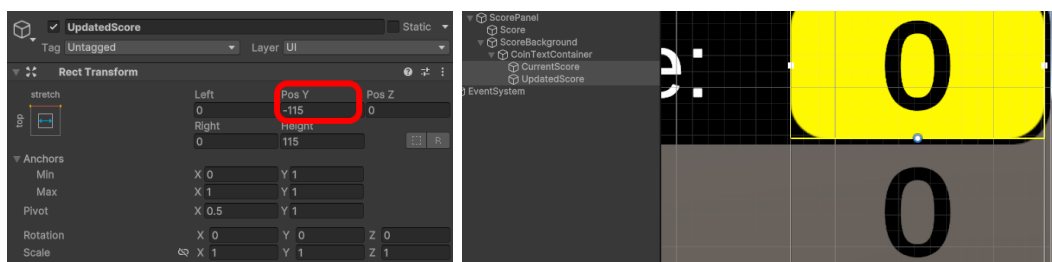 UpdatedScore Static
Tag Untagged Layer UI
Rect Transform
stretch Left Pos Y Pos Z
top 0 -115 0
Right Height
0 115 R
Anchors
Min X 0 Y 1
Max X 1 Y 1
Pivot X 0.5 Y 1
Rotation X 0 Y 0 Z 0
Scale X 1 Y 1 Z 1
ScorePanel
Score
ScoreBackground
CoinTextContainer
CurrentScore
UpdatedScore
EventSystem
e: 0
0